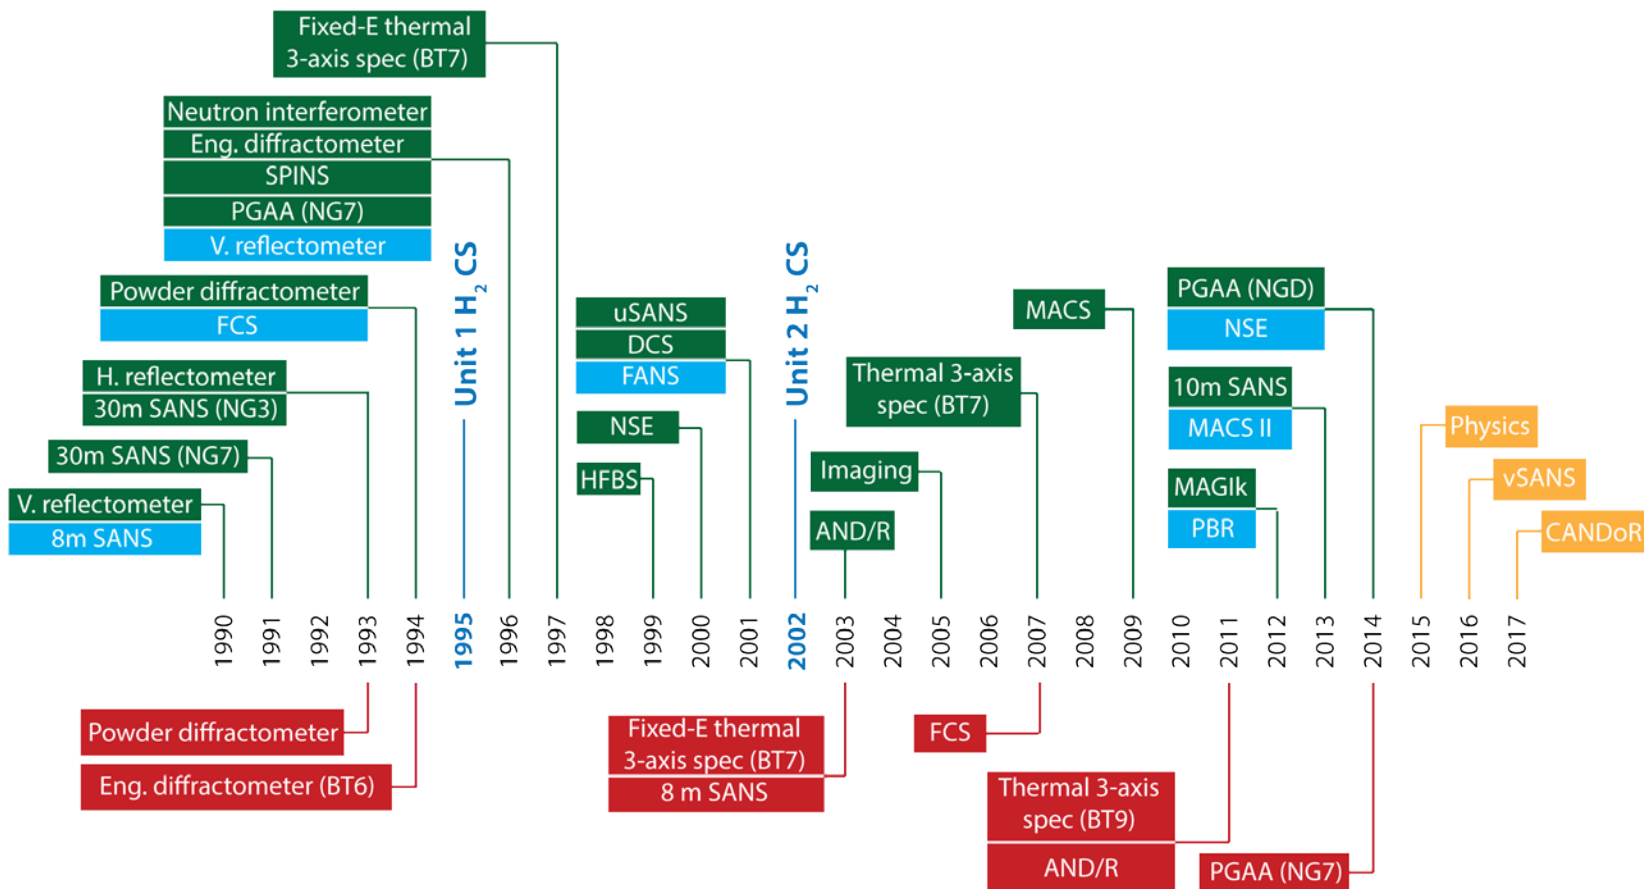 Fixed-E thermal
3-axis spec (BT7)
Neutron interferometer
Eng. diffractometer
SPINS
PGAA (NG7)
V. reflectometer
Powder diffractometer
FCS
H. reflectometer
30m SANS (NG3)
30m SANS (NG7)
V. reflectometer
8m SANS
Unit 1 H₂ CS
uSANS
DCS
FANS
NSE
HFBS
Unit 2 H₂ CS
Thermal 3-axis
spec (BT7)
Imaging
AND/R
MACS
PGAA (NGD)
NSE
10m SANS
MACS II
MAGIk
PBR
Physics
vSANS
CANDoR
1990
1991
1992
1993
1994
1995
1996
1997
1998
1999
2000
2001
2002
2003
2004
2005
2006
2007
2008
2009
2010
2011
2012
2013
2014
2015
2016
2017
Powder diffractometer
Eng. diffractometer (BT6)
Fixed-E thermal
3-axis spec (BT7)
8 m SANS
FCS
Thermal 3-axis
spec (BT9)
AND/R
PGAA (NG7)